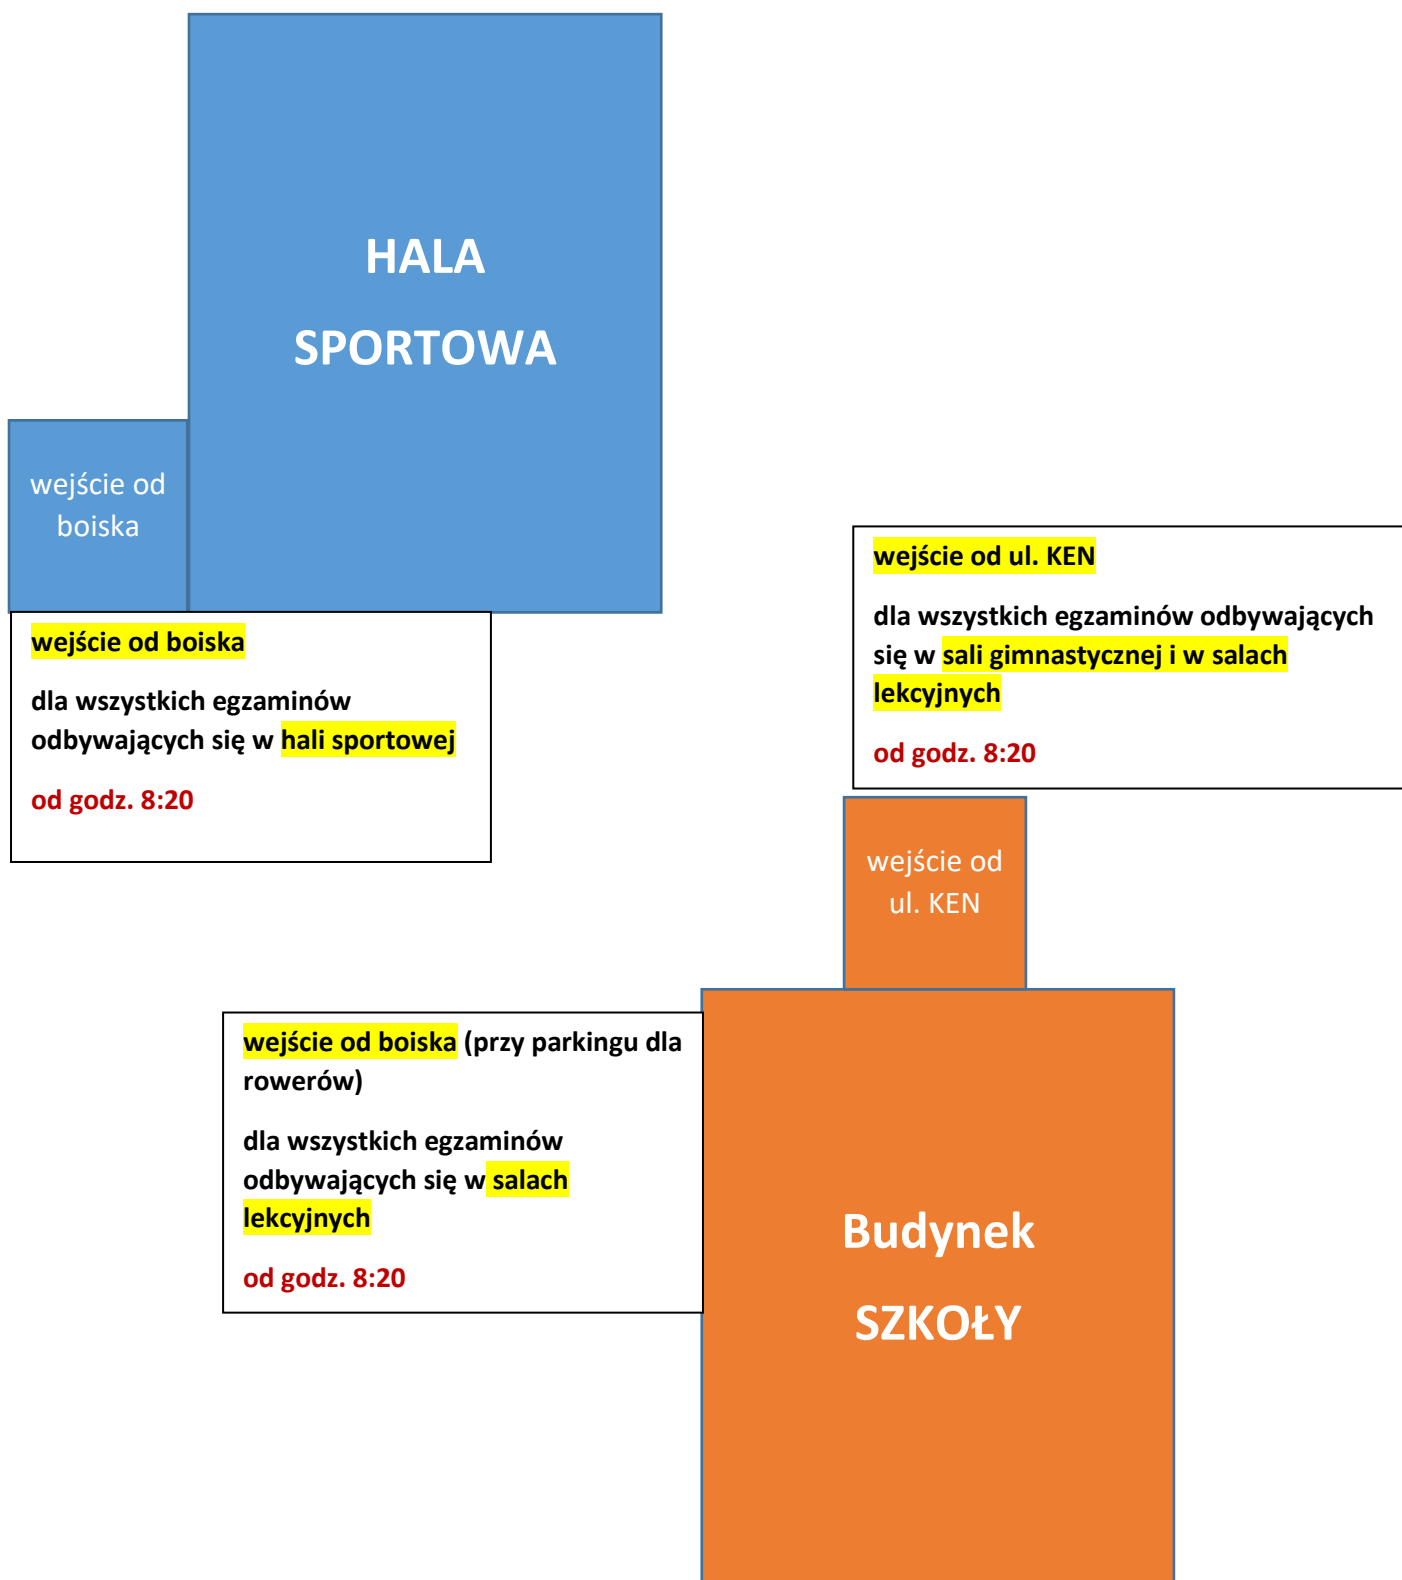 HALA
SPORTOWA
wejście od
boiska
wejście od boiska
dla wszystkich egzaminów
odbywających się w hali sportowej
od godz. 8:20
wejście od ul. KEN
dla wszystkich egzaminów odbywających
się w sali gimnastycznej i w salach
lekcyjnych
od godz. 8:20
wejście od
ul. KEN
wejście od boiska (przy parkingu dla
rowerów)
dla wszystkich egzaminów
odbywających się w salach
lekcyjnych
od godz. 8:20
Budynek
SZKOŁY